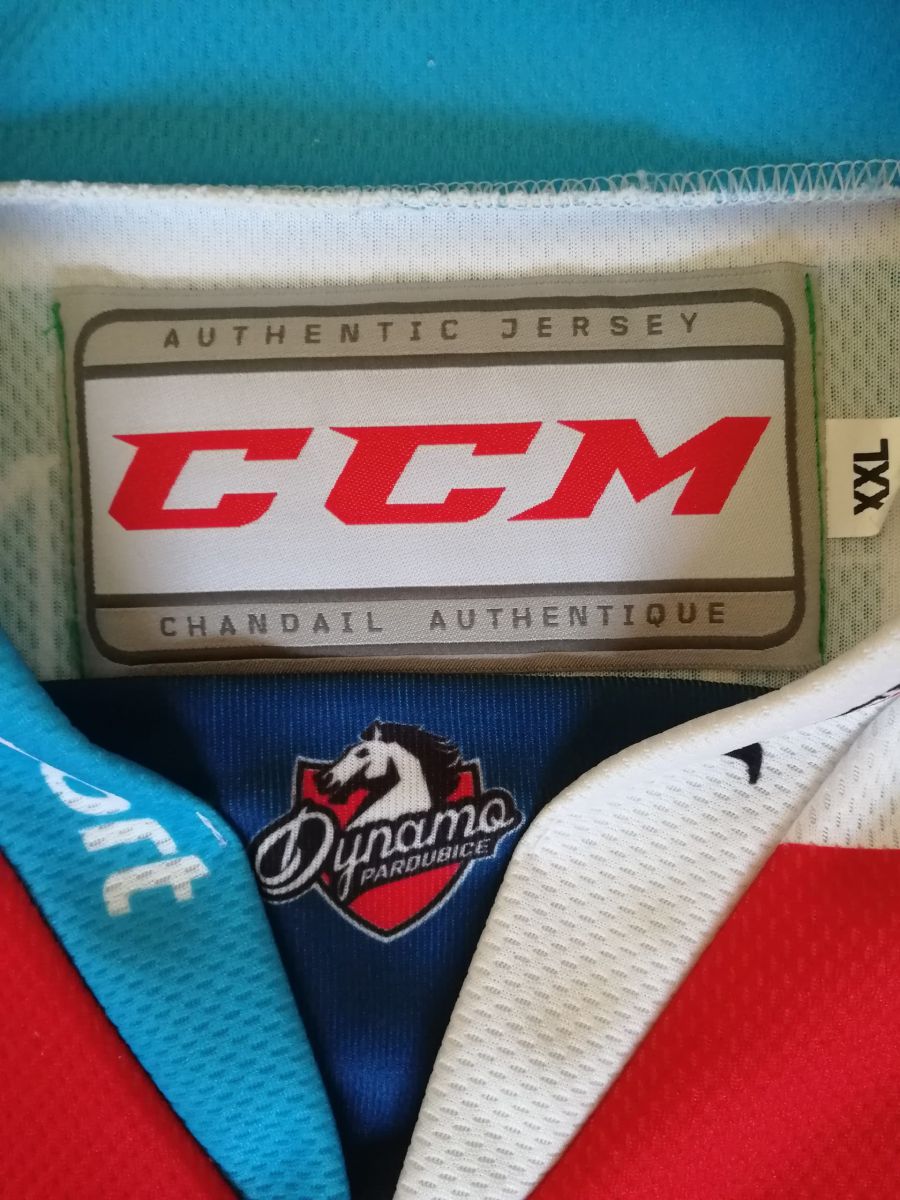 AUTHENTIC JERSEY
CCM
XXL
CHANDAIL AUTHENTIQUE
Dynamo
PARDUBICE